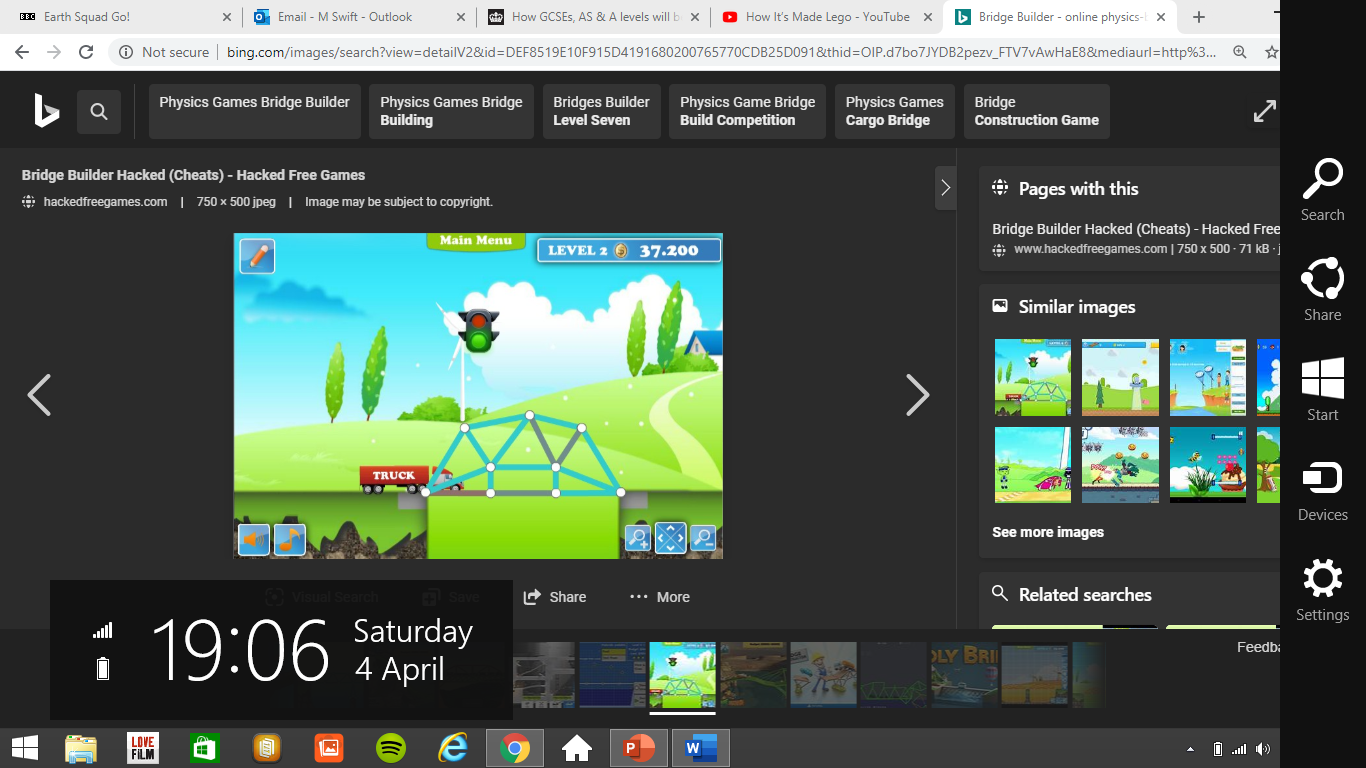 BBC Earth Squad Go!
Email - M Swift - Outlook
How GCSEs, AS & A levels will b
How It's Made Lego - YouTube
Bridge Builder - online physics-
Not secure
bing.com/images/search?view=detailV2&id=DEF8519E10F915D4191680200765770CDB25D091&thid=OIP.d7bo7JYDB2pezv_FTV7vAwHaE8&mediaurl=http%3...
Physics Games Bridge Builder
Physics Games Bridge
Building
Bridges Builder
Level Seven
Physics Game Bridge
Build Competition
Physics Games
Cargo Bridge
Bridge
Construction Game
Bridge Builder Hacked (Cheats) - Hacked Free Games
hackedfreegames.com | 750 × 500 jpeg | Image may be subject to copyright.
Main Menu
LEVEL 2 37.200
TRUCK
Pages with this
Bridge Builder Hacked (Cheats) - Hacked Free
www.hackedfreegames.com | 750 x 500 · 71 kB · j
Similar images
See more images
Related searches
Feedba
Visual Search
Save
Share
More
19:06
Saturday
4 April
Search
Share
Start
Devices
Settings
LOVE
FiLM